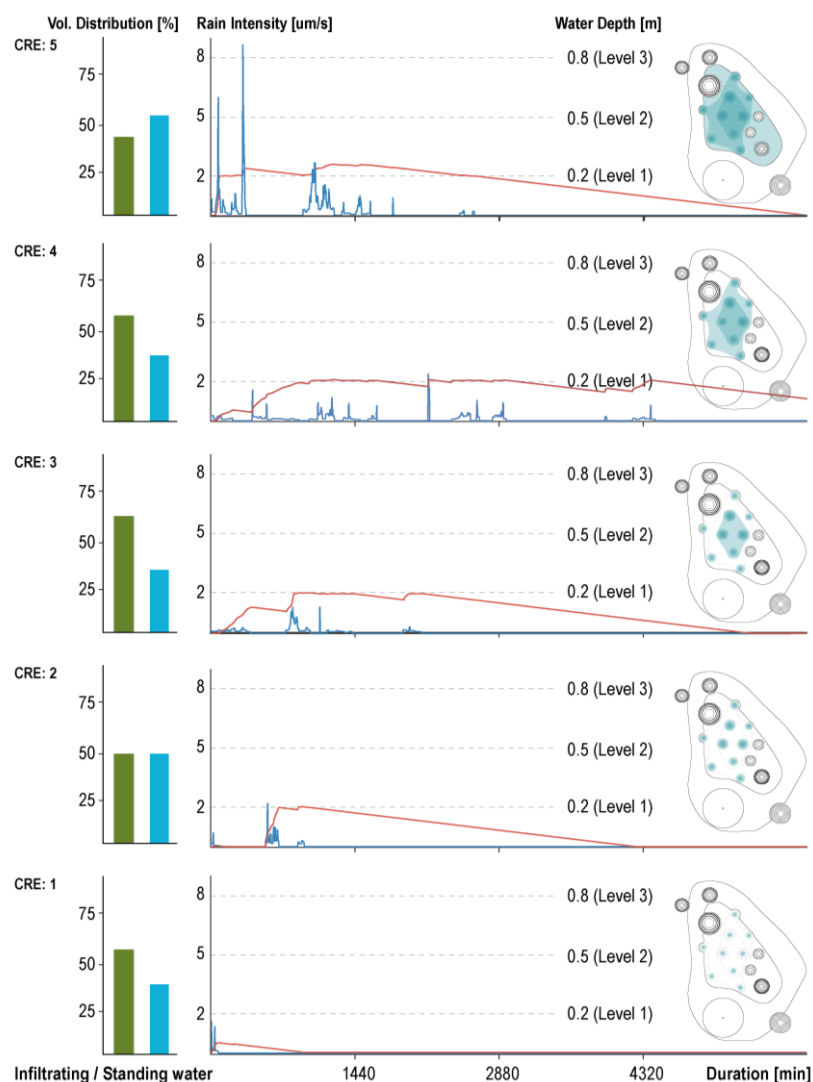 Vol. Distribution [%] Rain Intensity [um/s] Water Depth [m]
CRE: 5
75
50
25
8
5
2
0.8 (Level 3)
0.5 (Level 2)
0.2 (Level 1)
CRE: 4
75
50
25
8
5
2
0.8 (Level 3)
0.5 (Level 2)
0.2 (Level 1)
CRE: 3
75
50
25
8
5
2
0.8 (Level 3)
0.5 (Level 2)
0.2 (Level 1)
CRE: 2
75
50
25
8
5
2
0.8 (Level 3)
0.5 (Level 2)
0.2 (Level 1)
CRE: 1
75
50
25
8
5
2
0.8 (Level 3)
0.5 (Level 2)
0.2 (Level 1)
Infiltrating / Standing water 1440 2880 4320 Duration [min]